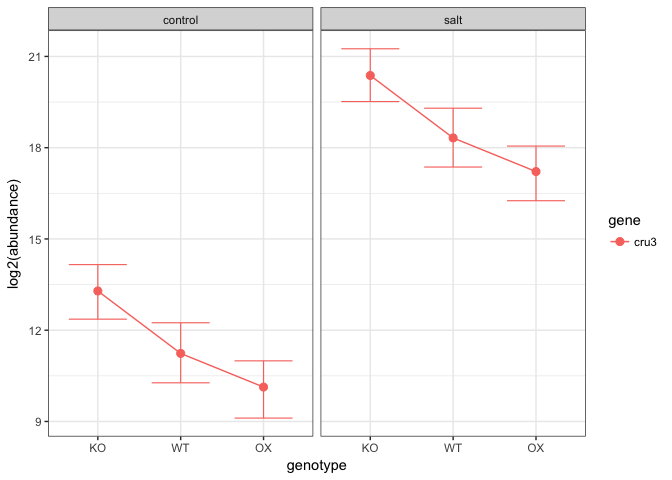 control
salt
21
18
15
12
9
log2(abundance)
KO
WT
OX
KO
WT
OX
genotype
gene
cru3